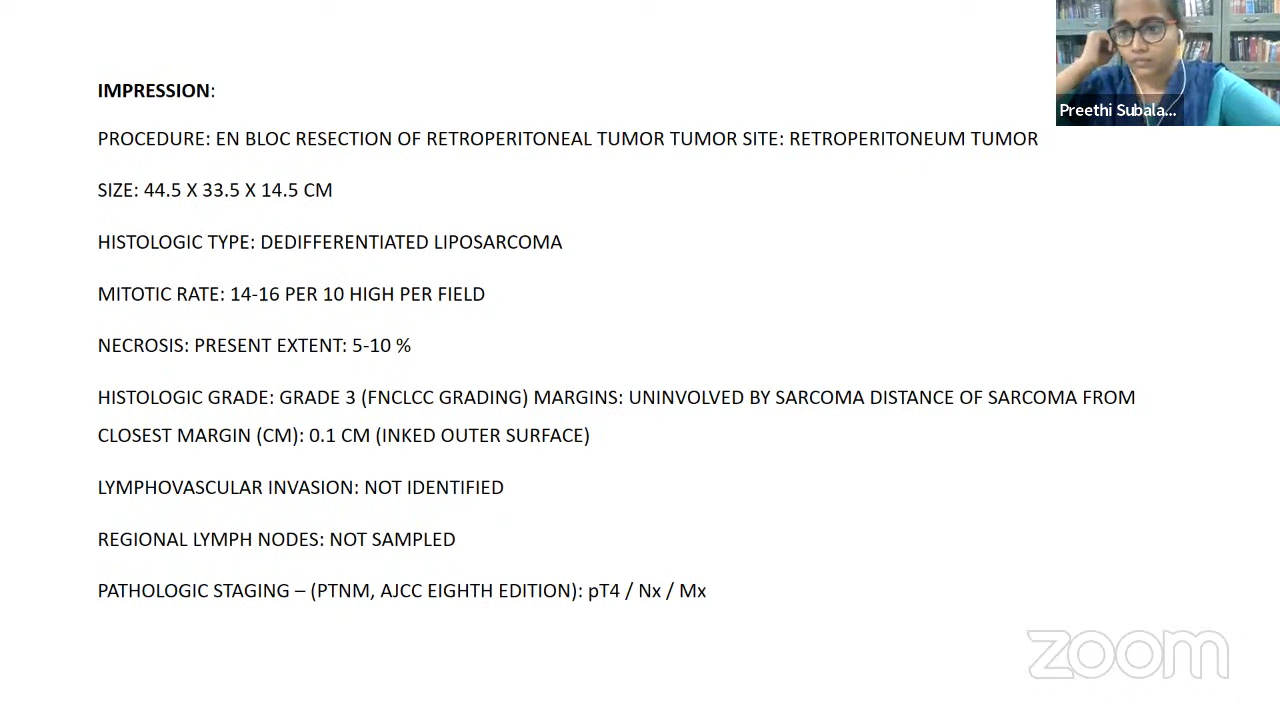 Preethi Subala...
IMPRESSION:
PROCEDURE: EN BLOC RESECTION OF RETROPERITONEAL TUMOR TUMOR SITE: RETROPERITONEUM TUMOR
SIZE: 44.5 X 33.5 X 14.5 CM
HISTOLOGIC TYPE: DEDIFFERENTIATED LIPOSARCOMA
MITOTIC RATE: 14-16 PER 10 HIGH PER FIELD
NECROSIS: PRESENT EXTENT: 5-10 %
HISTOLOGIC GRADE: GRADE 3 (FNCLCC GRADING) MARGINS: UNINVOLVED BY SARCOMA DISTANCE OF SARCOMA FROM
CLOSEST MARGIN (CM): 0.1 CM (INKED OUTER SURFACE)
LYMPHOVASCULAR INVASION: NOT IDENTIFIED
REGIONAL LYMPH NODES: NOT SAMPLED
PATHOLOGIC STAGING – (PTNM, AJCC EIGHTH EDITION): pT4 / Nx / Mx
zoom